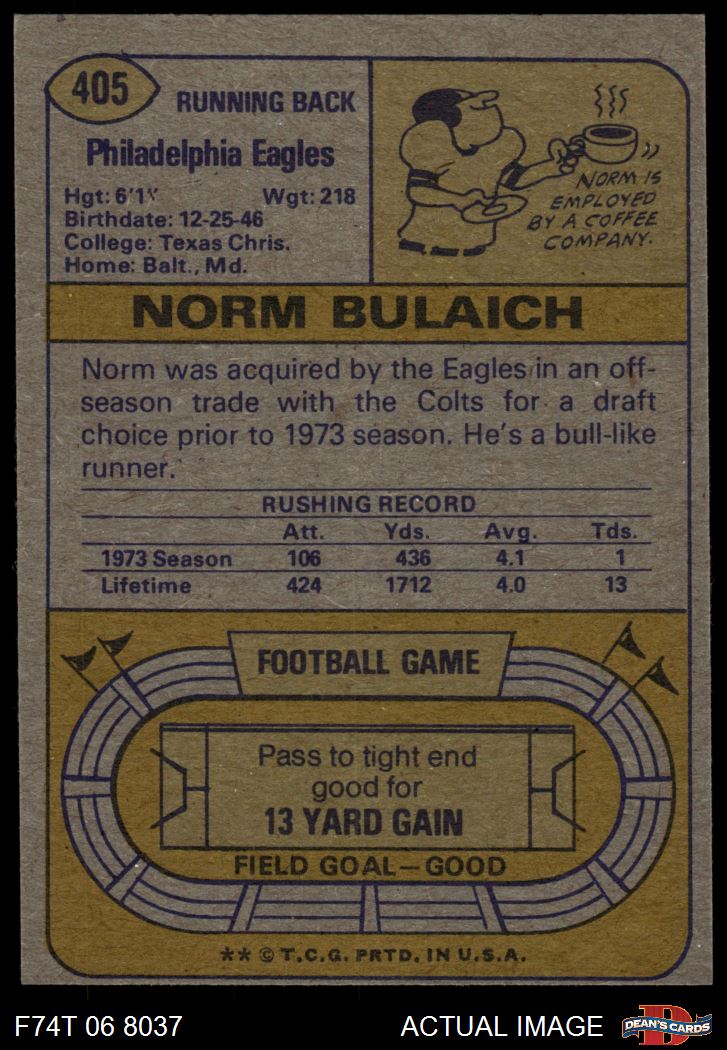 405
RUNNING BACK
Philadelphia Eagles
Hgt: 6'1" Wgt: 218
Birthdate: 12-25-46
College: Texas Chris.
Home: Balt., Md.
NORM IS
EMPLOYED
BY A COFFEE
COMPANY.
NORM BULAICH
Norm was acquired by the Eagles in an off-
season trade with the Colts for a draft
choice prior to 1973 season. He's a bull-like
runner.
RUSHING RECORD
Att. Yds. Avg. Tds.
1973 Season 106 436 4.1 1
Lifetime 424 1712 4.0 13
FOOTBALL GAME
Pass to tight end
good for
13 YARD GAIN
FIELD GOAL—GOOD
** © T.C.G. PRTD. IN U.S.A.
F74T 06 8037 ACTUAL IMAGE
D
DEAN'S CARDS